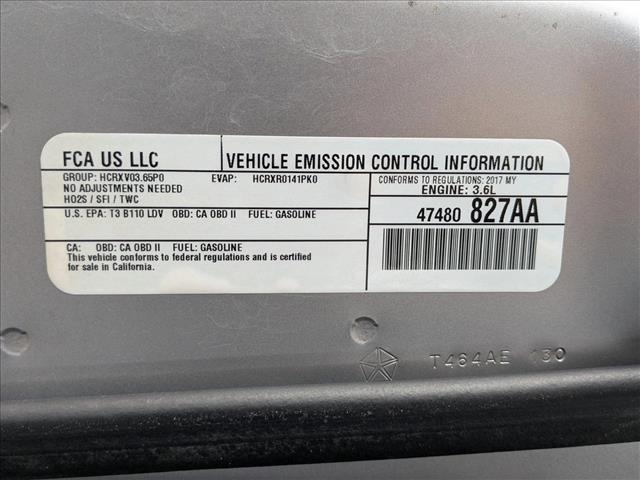 FCA US LLC
VEHICLE EMISSION CONTROL INFORMATION
GROUP: HCRXV03.65P0 EVAP: HCRXR0141PK0
NO ADJUSTMENTS NEEDED
HO2S / SFI / TWC
CONFORMS TO REGULATIONS: 2017 MY
ENGINE: 3.6L
U.S. EPA: T3 B110 LDV OBD: CA OBD II FUEL: GASOLINE
47480 827AA
CA: OBD: CA OBD II FUEL: GASOLINE
This vehicle conforms to federal regulations and is certified
for sale in California.
T464AE 130